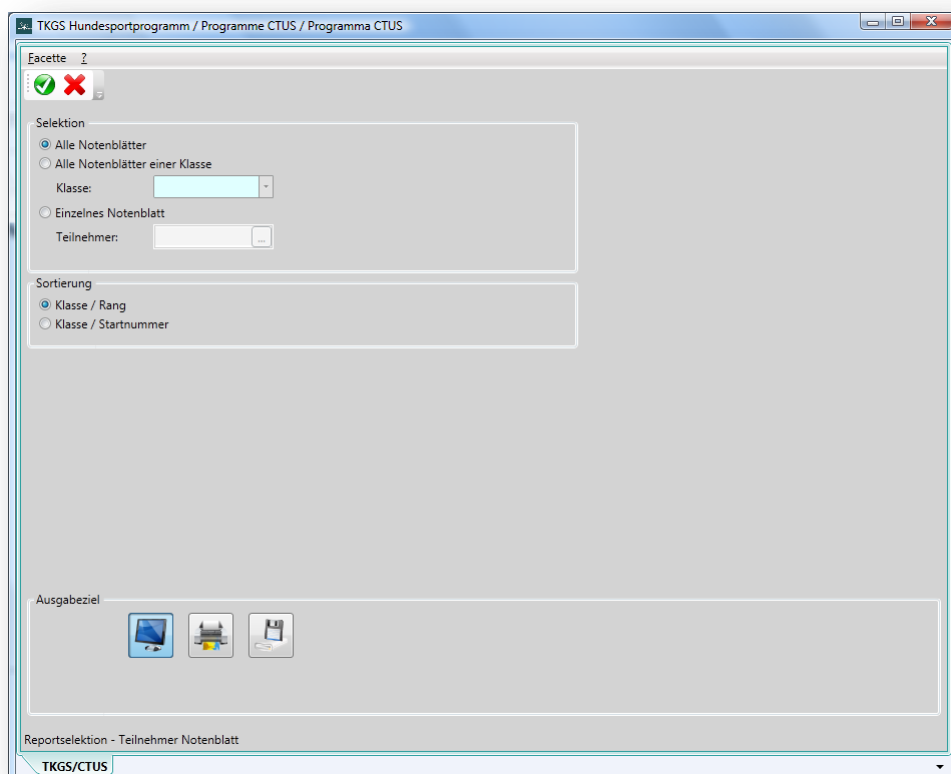 TKGS Hundesportprogramm / Programme CTUS / Programma CTUS
Facette ?
Selektion
Alle Notenblätter
Alle Notenblätter einer Klasse
Klasse:
Einzelnes Notenblatt
Teilnehmer:
...
Sortierung
Klasse / Rang
Klasse / Startnummer
Ausgabeziel
Reportselektion - Teilnehmer Notenblatt
TKGS/CTUS